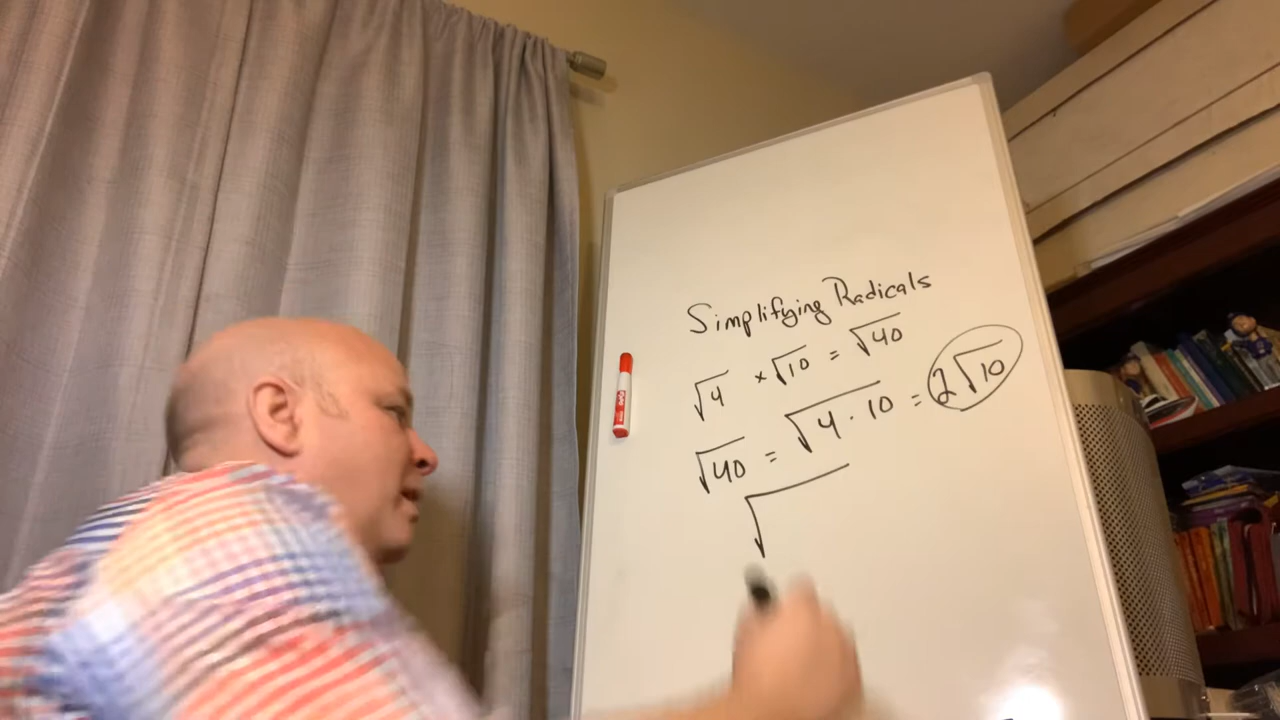 Simplifying Radicals
√4 × √10 = √40
√40 = √4 · 10 = 2√10
√